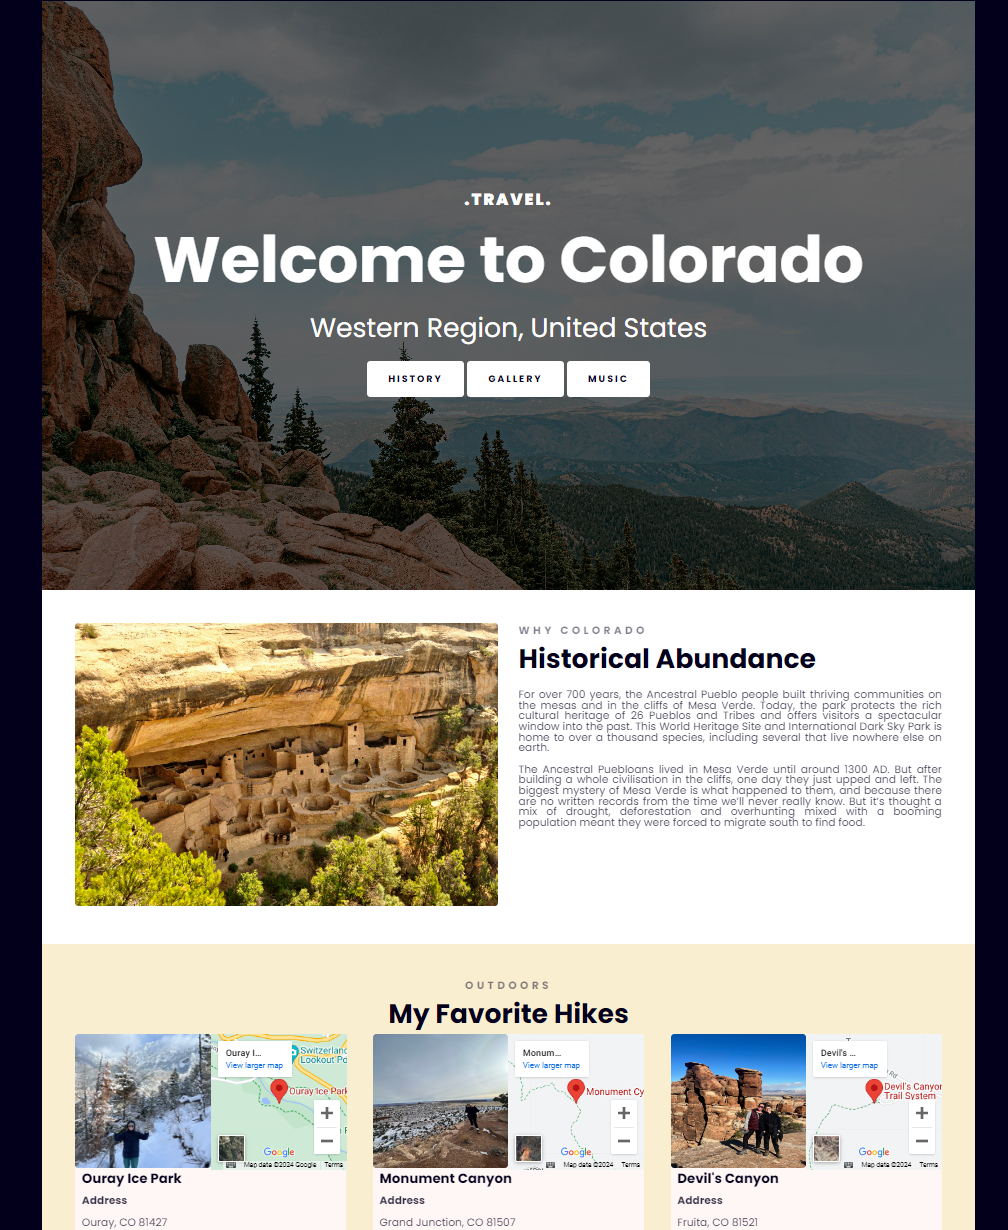 .TRAVEL.
Welcome to Colorado
Western Region, United States
HISTORY
GALLERY
MUSIC
WHY COLORADO
Historical Abundance
For over 700 years, the Ancestral Pueblo people built thriving communities on
the mesas and in the cliffs of Mesa Verde. Today, the park protects the rich
cultural heritage of 26 Pueblos and Tribes and offers visitors a spectacular
window into the past. This World Heritage Site and International Dark Sky Park is
home to over a thousand species, including several that live nowhere else on
earth.
The Ancestral Puebloans lived in Mesa Verde until around 1300 AD. But after
building a whole civilisation in the cliffs, one day they just upped and left. The
biggest mystery of Mesa Verde is what happened to them, and because there
are no written records from the time we'll never really know. But it's thought a
mix of drought, deforestation and overhunting mixed with a booming
population meant they were forced to migrate south to find food.
OUTDOORS
My Favorite Hikes
Ouray I...
View larger map
Switzerland
Lookout Po
Ouray Ice Park
Google
Map data ©2024 Google Terms
Ouray Ice Park
Address
Ouray, CO 81427
Monum...
View larger map
Monument Cy
Google
Map data ©2024 Terms
Monument Canyon
Address
Grand Junction, CO 81507
Devil's ...
View larger map
Rd
Devil's Canyon
Trail System
Google
Map data ©2024 Terms
Devil's Canyon
Address
Fruita, CO 81521